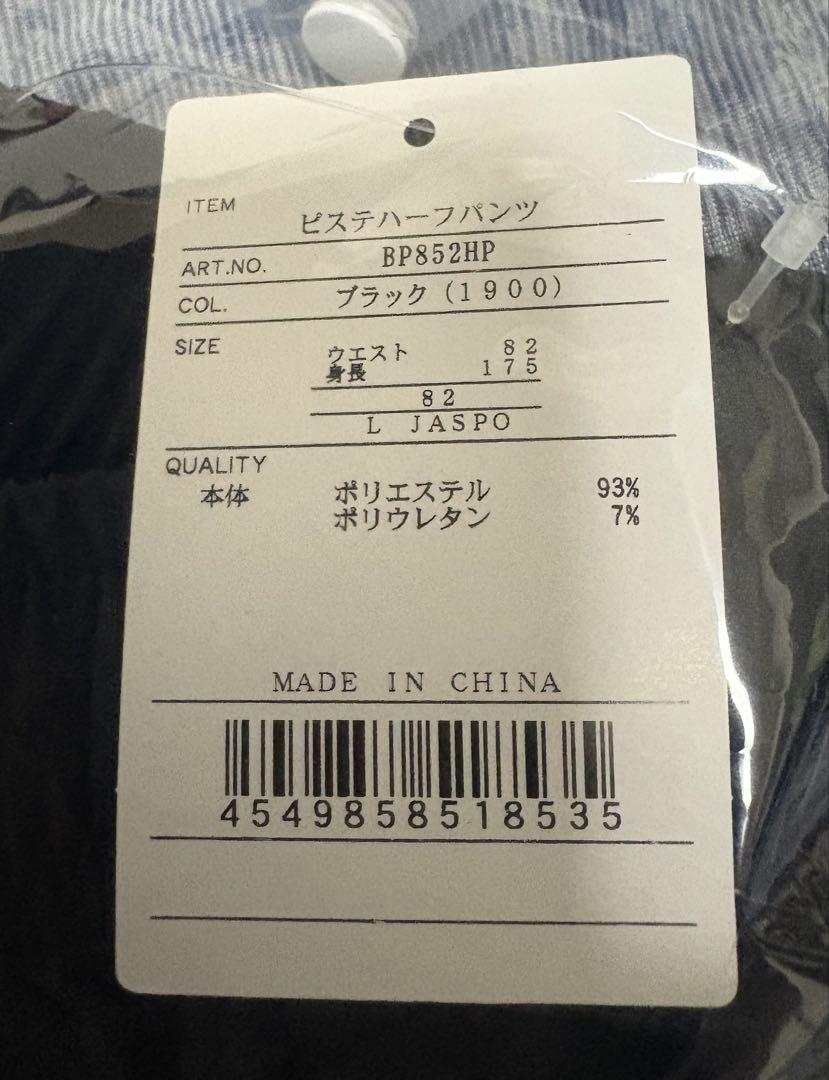 ITEM ピステハーフパンツ
ART.NO. BP852HP
COL. ブラック(1900)
SIZE ウエスト 82
身長 175
82
L JASPO
QUALITY
本体 ポリエステル 93%
ポリウレタン 7%
MADE IN CHINA
4549858518535